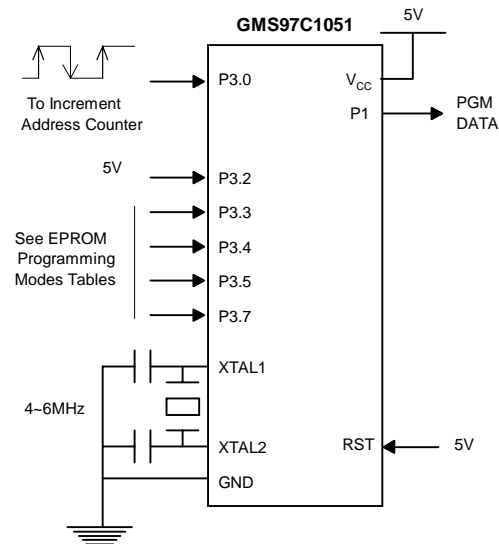 GMS97C1051
5V
P3.0
VCC
P1
PGM
DATA
To Increment
Address Counter
5V
P3.2
P3.3
P3.4
P3.5
P3.7
See EPROM
Programming
Modes Tables
XTAL1
4~6MHz
XTAL2
RST
5V
GND